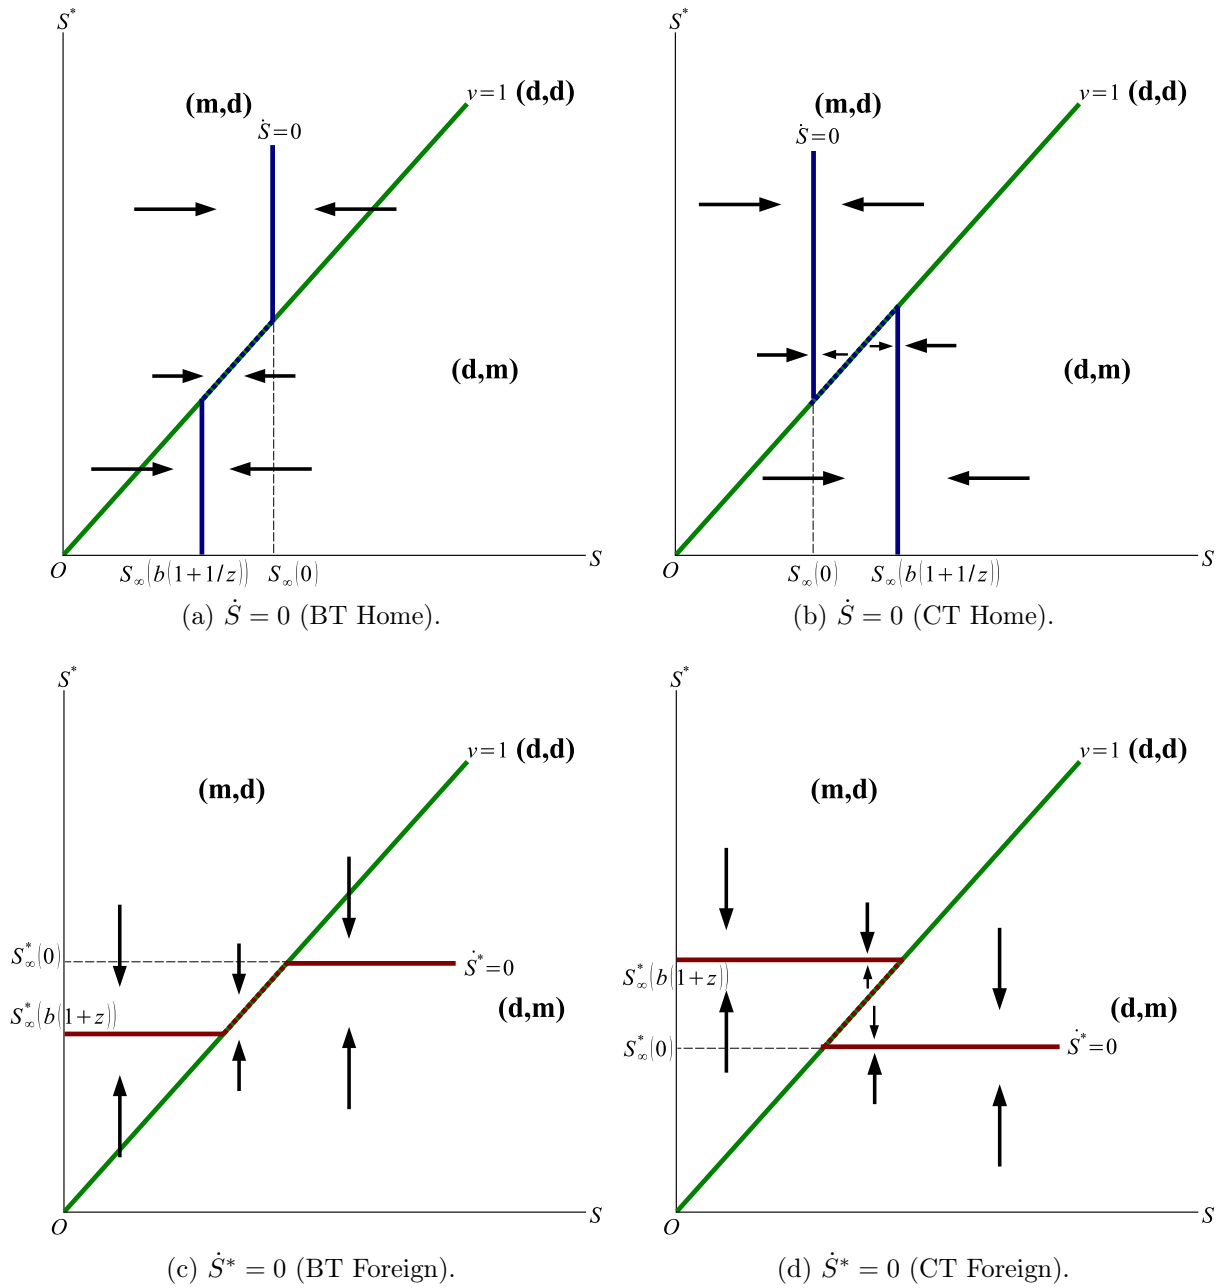 S*
v=1 (d,d)
(m,d)
Ṡ=0
(d,m)
O
S∞(b(1+1/z))
S∞(0)
S
(a) Ṡ = 0 (BT Home).
S*
v=1 (d,d)
(m,d)
Ṡ=0
(d,m)
O
S∞(0)
S∞(b(1+1/z))
S
(b) Ṡ = 0 (CT Home).
S*
v=1 (d,d)
(m,d)
S*∞(0)
Ṡ*=0
S*∞(b(1+z))
(d,m)
O
S
(c) Ṡ* = 0 (BT Foreign).
S*
v=1 (d,d)
(m,d)
S*∞(b(1+z))
(d,m)
S*∞(0)
Ṡ*=0
O
S
(d) Ṡ* = 0 (CT Foreign).